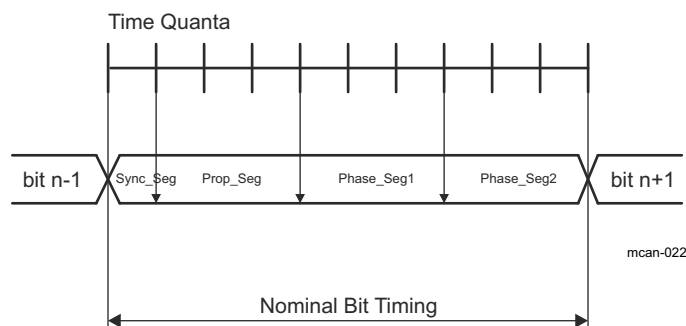 Time Quanta
bit n-1 Sync_Seg Prop_Seg Phase_Seg1 Phase_Seg2 bit n+1
mcan-022
Nominal Bit Timing